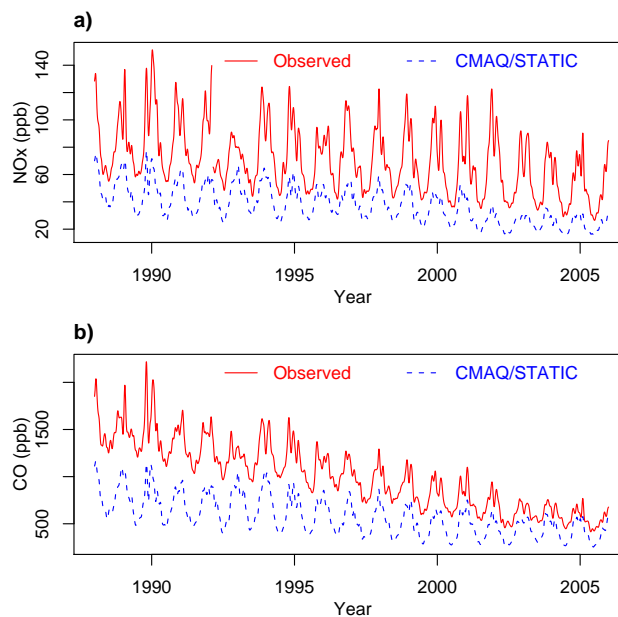 a)
Observed
CMAQ/STATIC
NOx (ppb)
140
100
60
20
1990
1995
2000
2005
Year
b)
Observed
CMAQ/STATIC
CO (ppb)
1500
500
1990
1995
2000
2005
Year